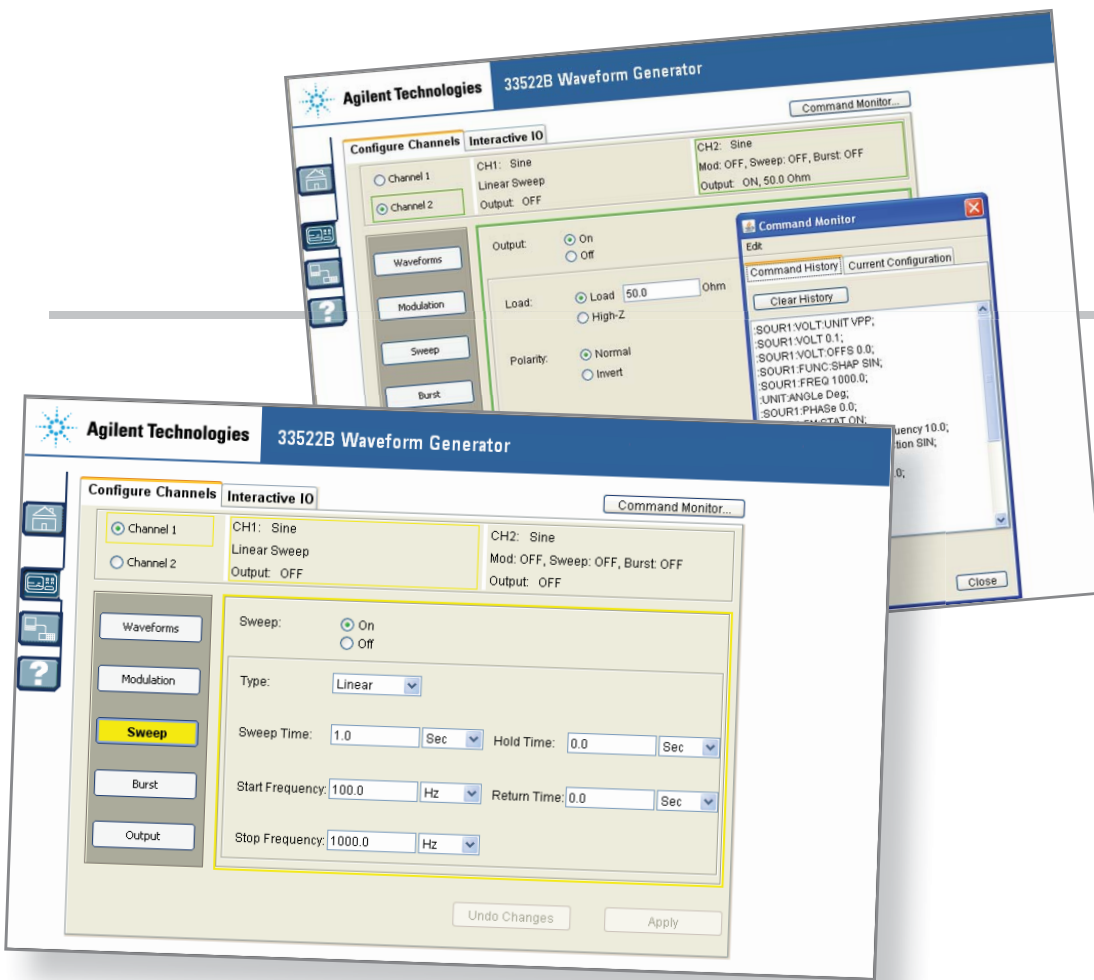 Agilent Technologies 33522B Waveform Generator
Command Monitor...
Configure Channels Interactive IO
Channel 1
Channel 2
CH1: Sine
Linear Sweep
Output: OFF
CH2: Sine
Mod: OFF, Sweep: OFF, Burst: OFF
Output: ON, 50.0 Ohm
Waveforms
Modulation
Sweep
Burst
Output: On
Off
Load: Load 50.0 Ohm
High-Z
Polarity: Normal
Invert
Command Monitor
Edit
Command History Current Configuration
Clear History
:SOUR1:VOLT:UNIT VPP;
:SOUR1:VOLT 0.1;
:SOUR1:VOLT:OFFS 0.0;
:SOUR1:FUNC:SHAP SIN;
:SOUR1:FREQ 1000.0;
:UNIT:ANGLe Deg;
:SOUR1:PHASe 0.0;
STAT ON;
uency 10.0;
tion SIN;
.0;
Close
?
Agilent Technologies 33522B Waveform Generator
Configure Channels Interactive IO
Command Monitor...
Channel 1
Channel 2
CH1: Sine
Linear Sweep
Output: OFF
CH2: Sine
Mod: OFF, Sweep: OFF, Burst: OFF
Output: OFF
Waveforms
Modulation
Sweep
Burst
Output
Sweep: On
Off
Type: Linear
Sweep Time: 1.0 Sec Hold Time: 0.0 Sec
Start Frequency: 100.0 Hz Return Time: 0.0 Sec
Stop Frequency: 1000.0 Hz
Undo Changes Apply
?